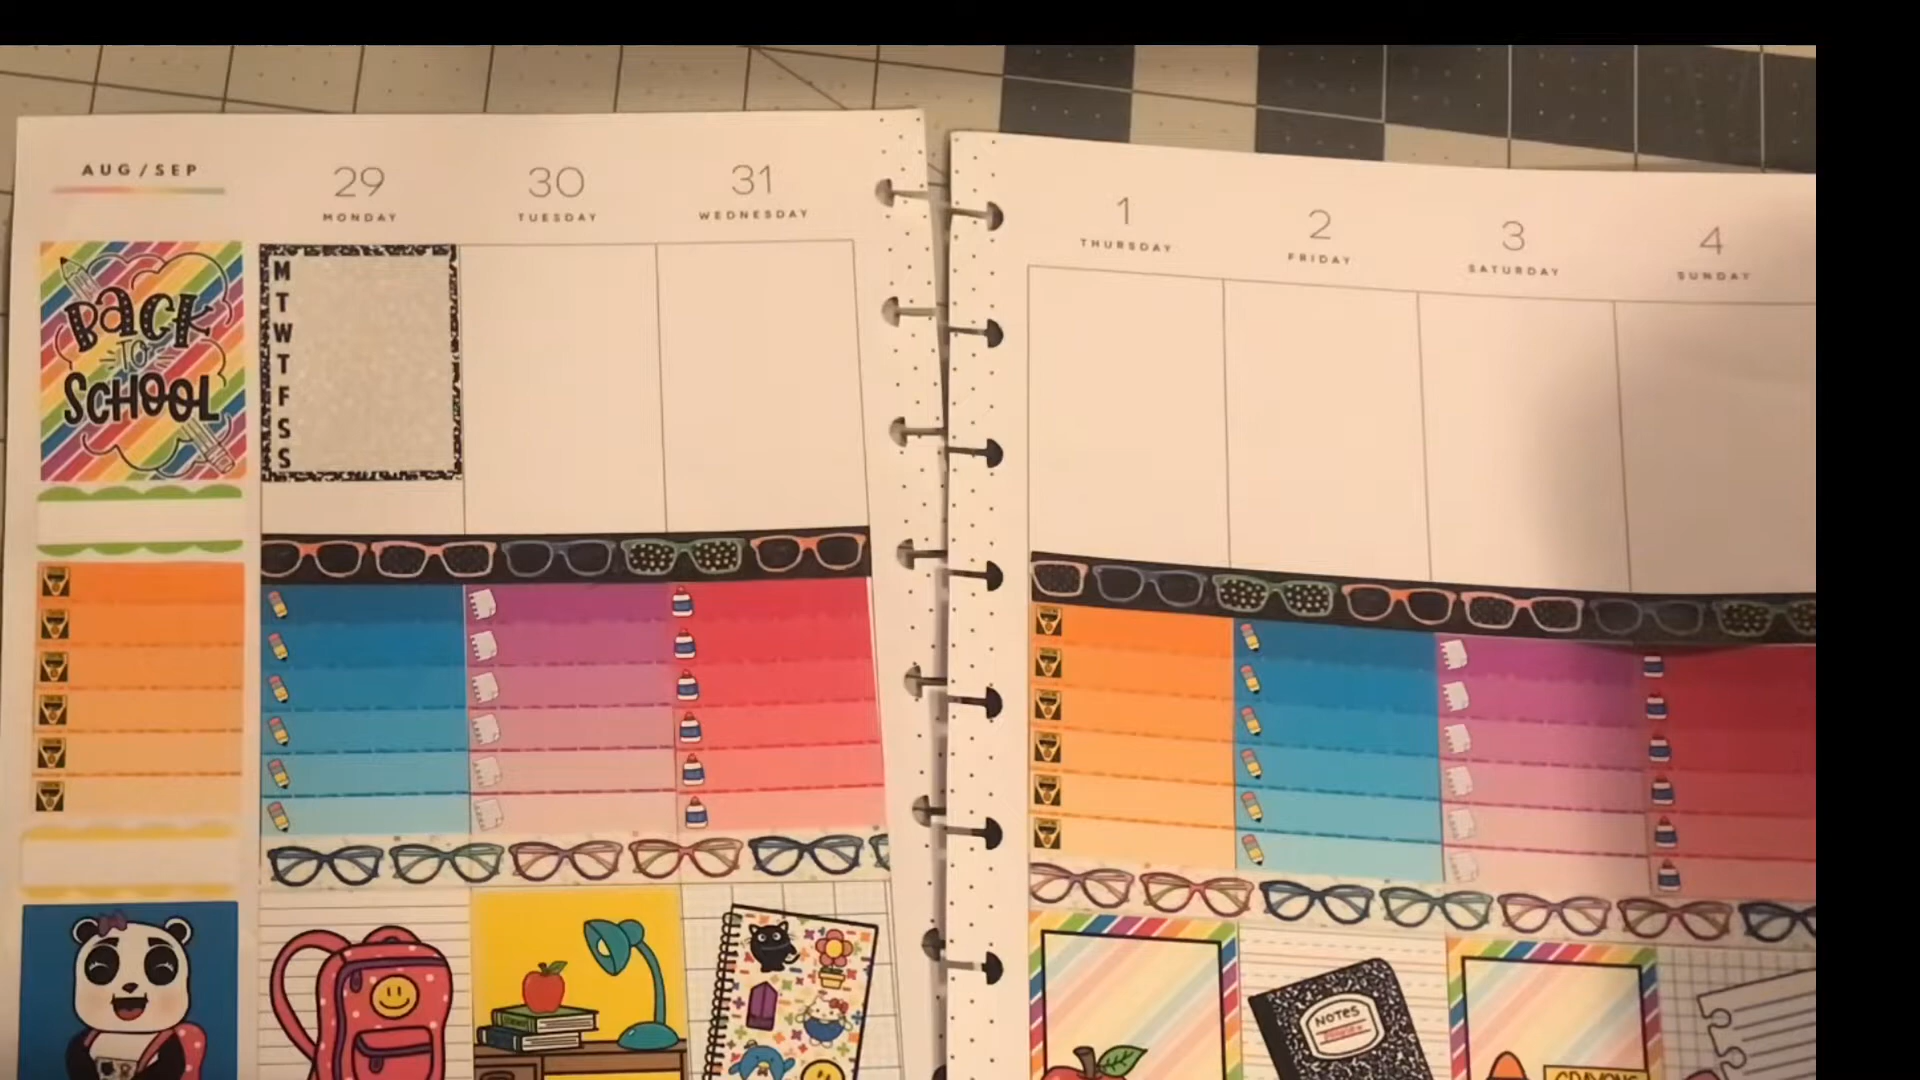 AUG/SEP
29
MONDAY
30
TUESDAY
31
WEDNESDAY
1
THURSDAY
2
FRIDAY
3
SATURDAY
4
SUNDAY
BACK
TO
SCHOOL
M
T
W
T
F
S
S
NOTES
CRAYONS